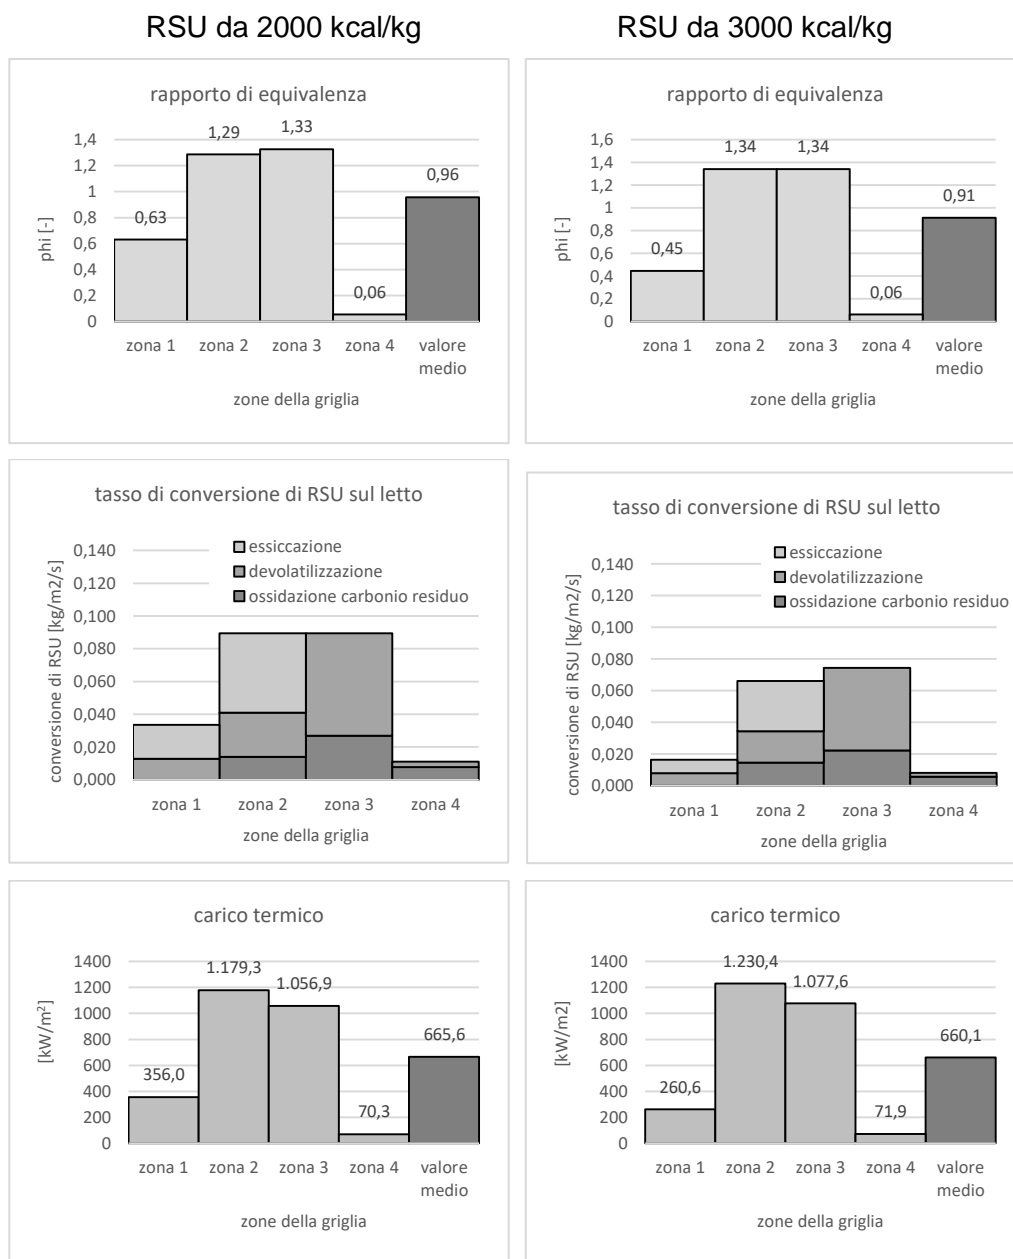 RSU da 2000 kcal/kg
RSU da 3000 kcal/kg
rapporto di equivalenza
phi [-]
1,4
1,2
1
0,8
0,6
0,4
0,2
0
0,63
1,29
1,33
0,06
0,96
zona 1
zona 2
zona 3
zona 4
valore
medio
zone della griglia
rapporto di equivalenza
phi [-]
1,6
1,4
1,2
1
0,8
0,6
0,4
0,2
0
0,45
1,34
1,34
0,06
0,91
zona 1
zona 2
zona 3
zona 4
valore
medio
zone della griglia
tasso di conversione di RSU sul letto
conversione di RSU [kg/m2/s]
0,140
0,120
0,100
0,080
0,060
0,040
0,020
0,000
essiccazione
devolatilizzazione
ossidazione carbonio residuo
zona 1
zona 2
zona 3
zona 4
zone della griglia
tasso di conversione di RSU sul letto
conversione di RSU [kg/m2/s]
0,140
0,120
0,100
0,080
0,060
0,040
0,020
0,000
essiccazione
devolatilizzazione
ossidazione carbonio residuo
zona 1
zona 2
zona 3
zona 4
zone della griglia
carico termico
[kW/m²]
1400
1200
1000
800
600
400
200
0
356,0
1.179,3
1.056,9
70,3
665,6
zona 1
zona 2
zona 3
zona 4
valore
medio
zone della griglia
carico termico
[kW/m2]
1400
1200
1000
800
600
400
200
0
260,6
1.230,4
1.077,6
71,9
660,1
zona 1
zona 2
zona 3
zona 4
valore
medio
zone della griglia